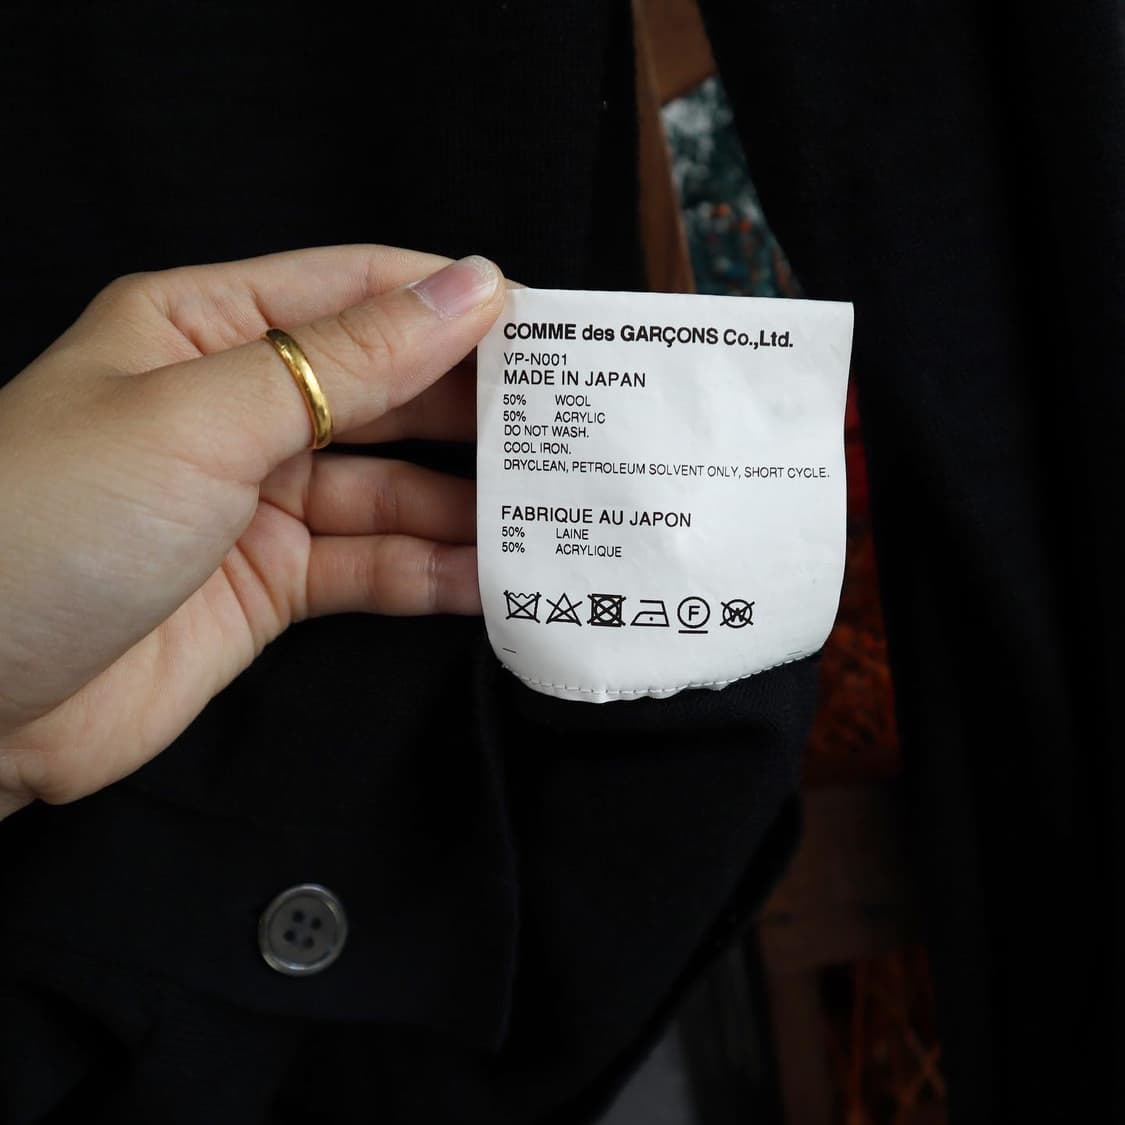 COMME des GARÇONS Co.,Ltd.
VP-N001
MADE IN JAPAN
50% WOOL
50% ACRYLIC
DO NOT WASH.
COOL IRON.
DRYCLEAN, PETROLEUM SOLVENT ONLY, SHORT CYCLE.
FABRIQUE AU JAPON
50% LAINE
50% ACRYLIQUE
F W